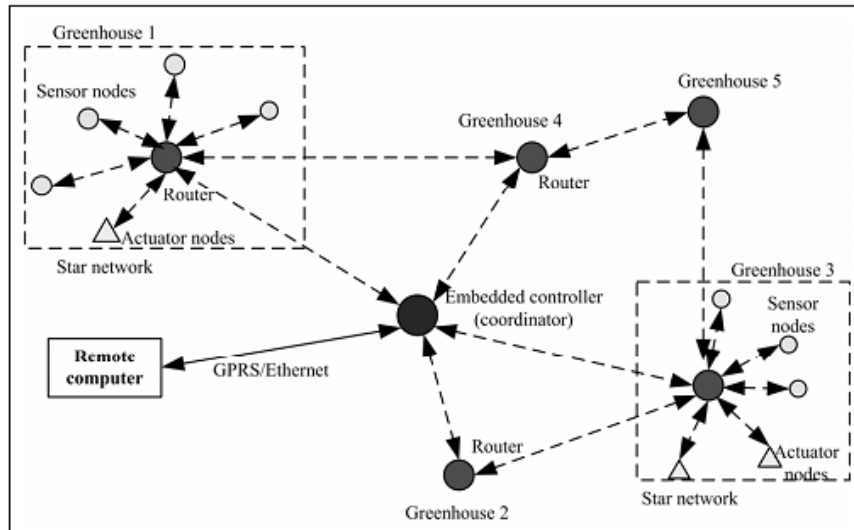 Greenhouse 1
Sensor nodes
Router
Actuator nodes
Star network
Greenhouse 4
Router
Greenhouse 5
Embedded controller
(coordinator)
Remote
computer
GPRS/Ethernet
Router
Greenhouse 2
Greenhouse 3
Sensor
nodes
Actuator
nodes
Star network